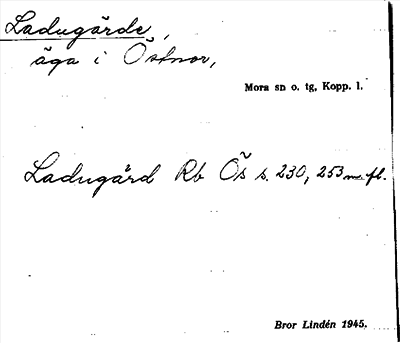 Ladugårde,
äga i Östnor,
Mora sn o. tg, Kopp. l.
Ladugård Rb Ös s. 230, 253 m. fl.
Bror Lindén 1945.